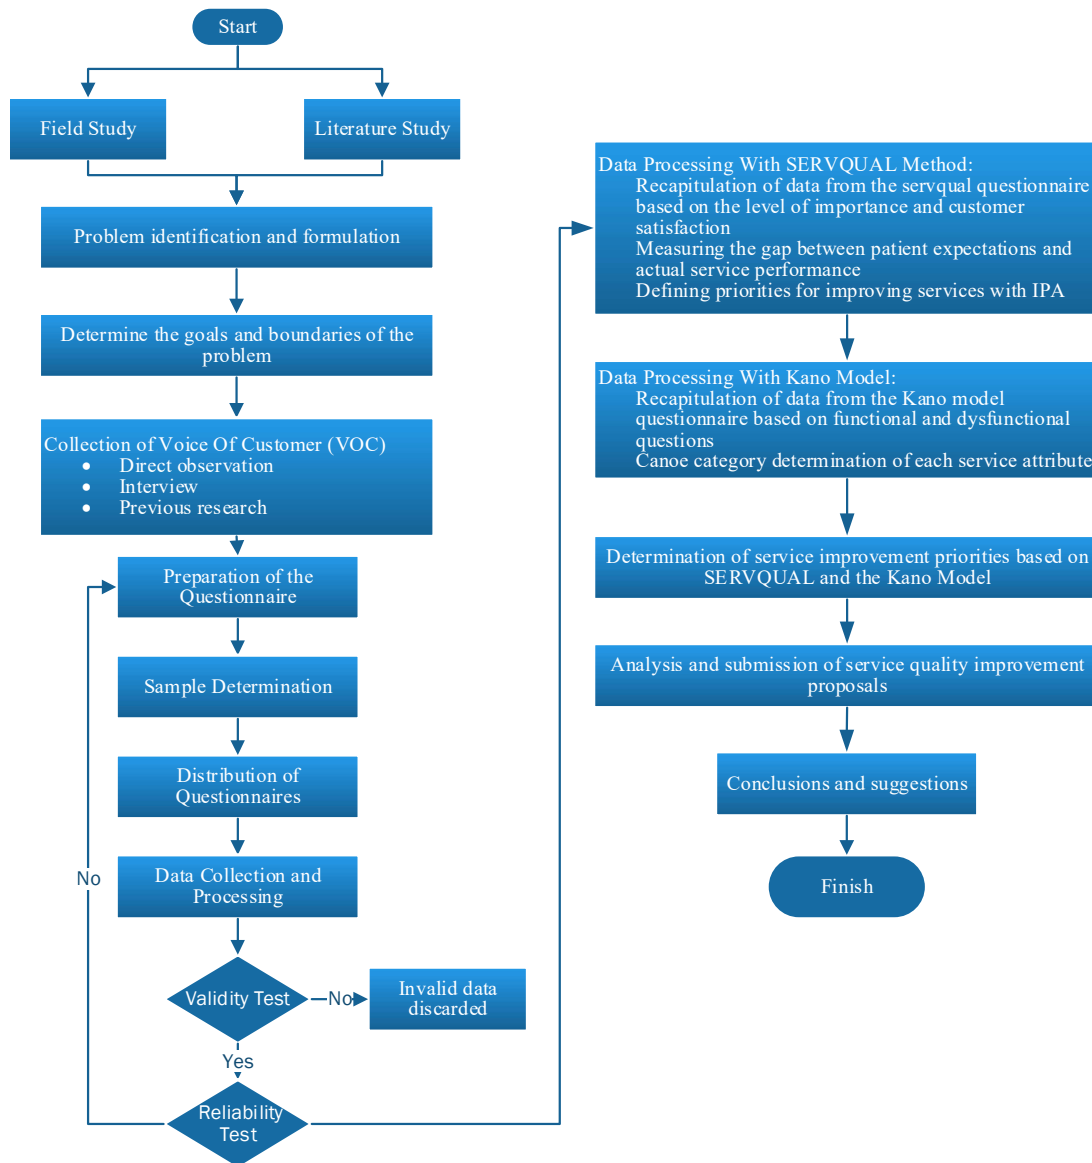 Start
Field Study
Literature Study
Problem identification and formulation
Determine the goals and boundaries of the
problem
Collection of Voice Of Customer (VOC)
• Direct observation
• Interview
• Previous research
Preparation of the
Questionnaire
Sample Determination
Distribution of
Questionnaires
Data Collection and
Processing
No
Validity Test
No
Invalid data
discarded
Yes
Reliability
Test
Data Processing With SERVQUAL Method:
Recapitulation of data from the servqual questionnaire
based on the level of importance and customer
satisfaction
Measuring the gap between patient expectations and
actual service performance
Defining priorities for improving services with IPA
Data Processing With Kano Model:
Recapitulation of data from the Kano model
questionnaire based on functional and dysfunctional
questions
Canoe category determination of each service attribute
Determination of service improvement priorities based on
SERVQUAL and the Kano Model
Analysis and submission of service quality improvement
proposals
Conclusions and suggestions
Finish